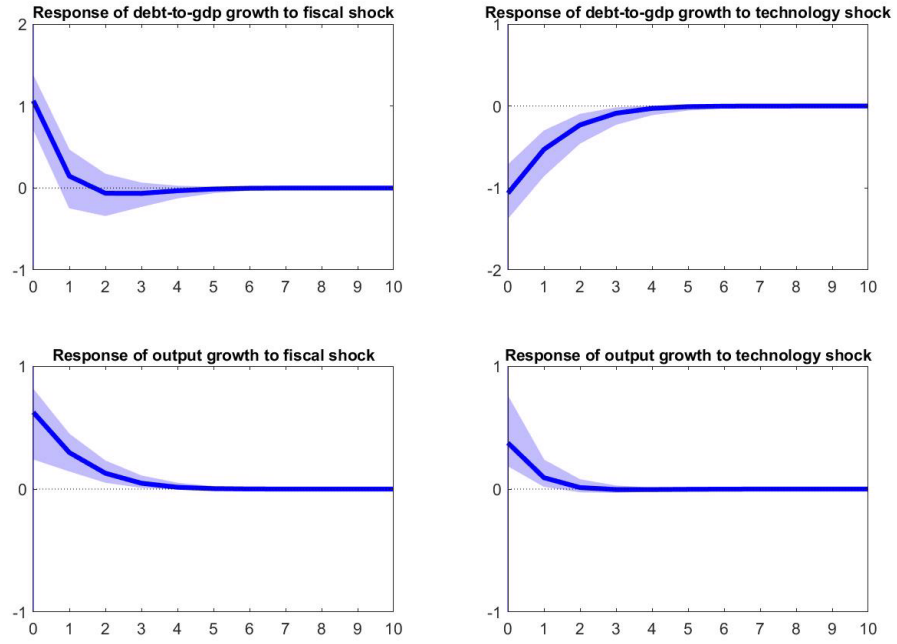 Response of debt-to-gdp growth to fiscal shock
2
1
0
-1
0 1 2 3 4 5 6 7 8 9 10
Response of debt-to-gdp growth to technology shock
1
0
-1
-2
0 1 2 3 4 5 6 7 8 9 10
Response of output growth to fiscal shock
1
0
-1
0 1 2 3 4 5 6 7 8 9 10
Response of output growth to technology shock
1
0
-1
0 1 2 3 4 5 6 7 8 9 10